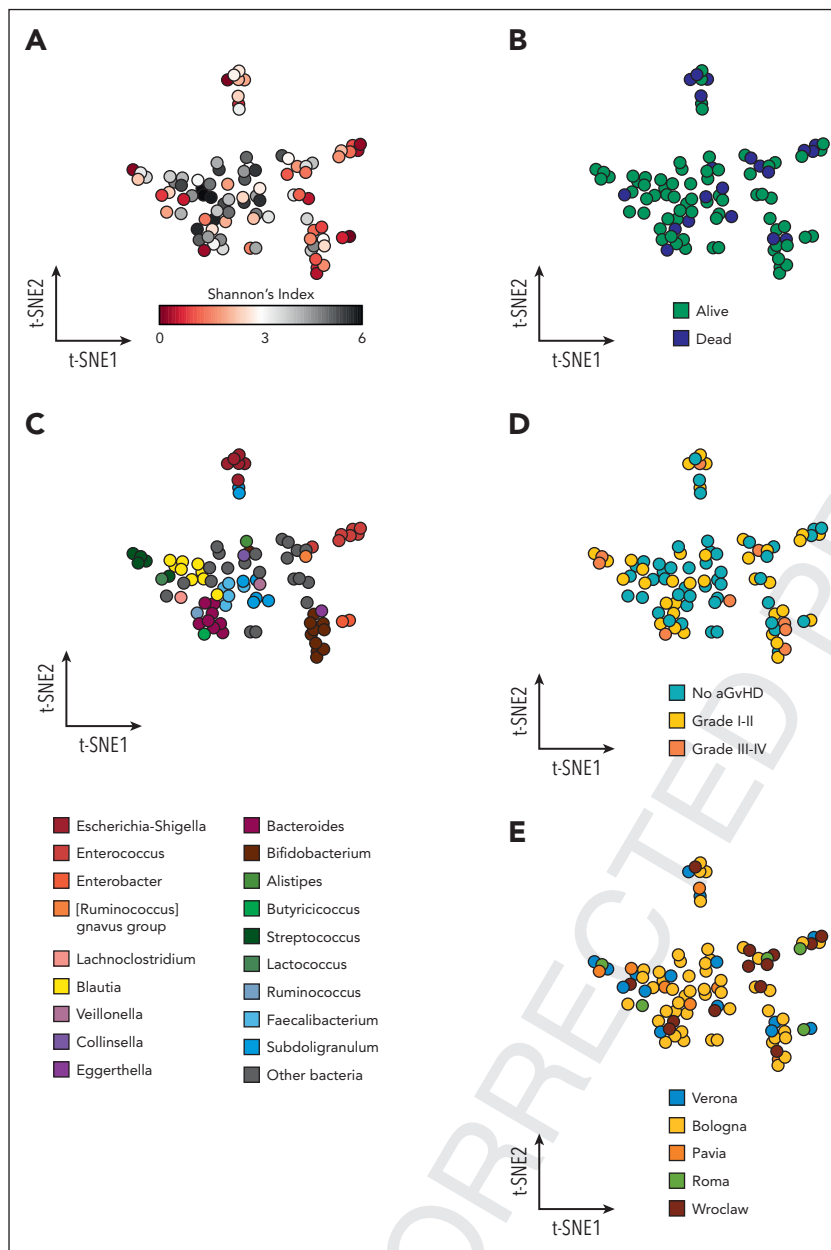 A
t-SNE2
t-SNE1
Shannon's Index
0 3 6
B
t-SNE2
t-SNE1
Alive
Dead
C
t-SNE2
t-SNE1
Escherichia-Shigella
Enterococcus
Enterobacter
[Ruminococcus]
gnavus group
Lachnoclostridium
Blautia
Veillonella
Collinsella
Eggerthella
Bacteroides
Bifidobacterium
Alistipes
Butyricicoccus
Streptococcus
Lactococcus
Ruminococcus
Faecalibacterium
Subdoligranulum
Other bacteria
D
t-SNE2
t-SNE1
No aGvHD
Grade I-II
Grade III-IV
E
t-SNE2
t-SNE1
Verona
Bologna
Pavia
Roma
Wroclaw
ORRECTED P